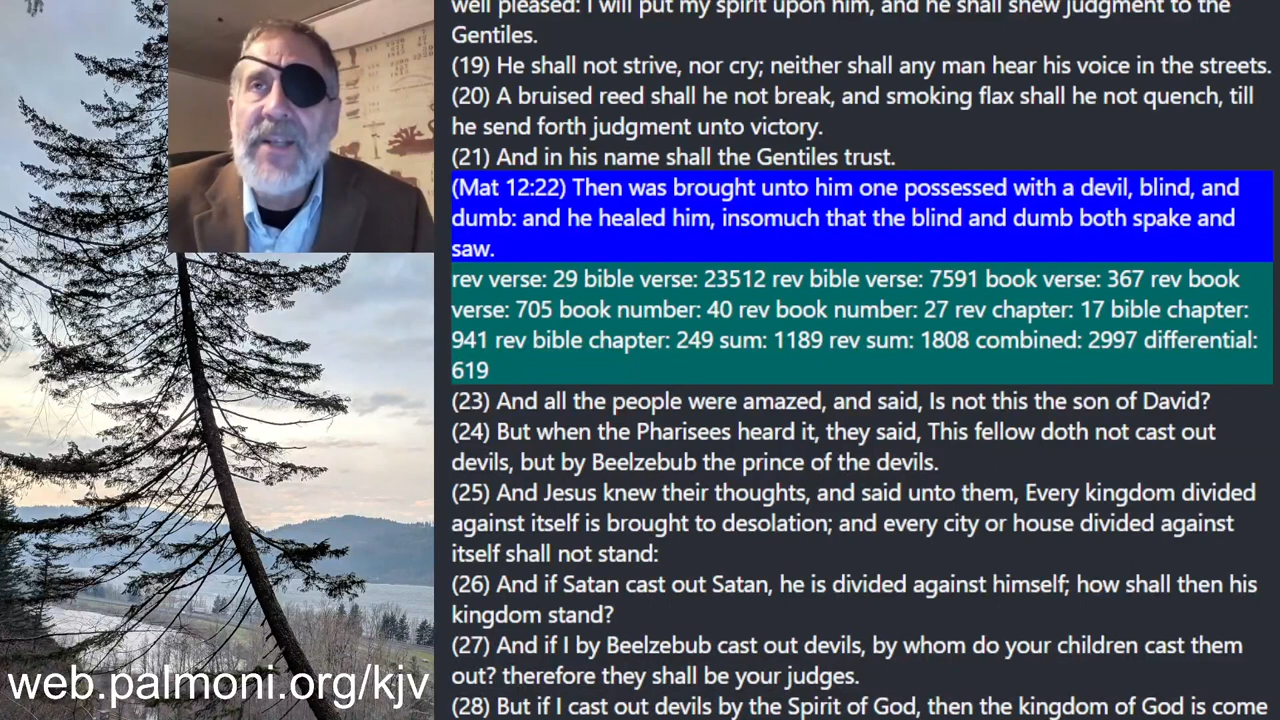 well pleased: I will put my spirit upon him, and he shall shew judgment to the
Gentiles.
(19) He shall not strive, nor cry; neither shall any man hear his voice in the streets.
(20) A bruised reed shall he not break, and smoking flax shall he not quench, till
he send forth judgment unto victory.
(21) And in his name shall the Gentiles trust.
(Mat 12:22) Then was brought unto him one possessed with a devil, blind, and
dumb: and he healed him, insomuch that the blind and dumb both spake and
saw.
rev verse: 29 bible verse: 23512 rev bible verse: 7591 book verse: 367 rev book
verse: 705 book number: 40 rev book number: 27 rev chapter: 17 bible chapter:
941 rev bible chapter: 249 sum: 1189 rev sum: 1808 combined: 2997 differential:
619
(23) And all the people were amazed, and said, Is not this the son of David?
(24) But when the Pharisees heard it, they said, This fellow doth not cast out
devils, but by Beelzebub the prince of the devils.
(25) And Jesus knew their thoughts, and said unto them, Every kingdom divided
against itself is brought to desolation; and every city or house divided against
itself shall not stand:
(26) And if Satan cast out Satan, he is divided against himself; how shall then his
kingdom stand?
(27) And if I by Beelzebub cast out devils, by whom do your children cast them
out? therefore they shall be your judges.
(28) But if I cast out devils by the Spirit of God, then the kingdom of God is come
web.palmoni.org/kjv